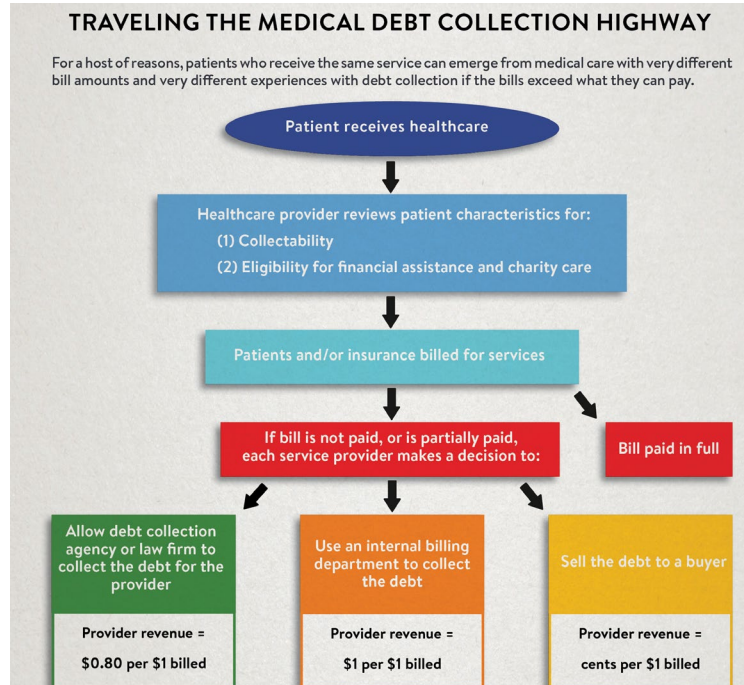 TRAVELING THE MEDICAL DEBT COLLECTION HIGHWAY
For a host of reasons, patients who receive the same service can emerge from medical care with very different
bill amounts and very different experiences with debt collection if the bills exceed what they can pay.
Patient receives healthcare
Healthcare provider reviews patient characteristics for:
(1) Collectability
(2) Eligibility for financial assistance and charity care
Patients and/or insurance billed for services
If bill is not paid, or is partially paid,
each service provider makes a decision to:
Bill paid in full
Allow debt collection
agency or law firm to
collect the debt for the
provider
Provider revenue =
$0.80 per $1 billed
Use an internal billing
department to collect
the debt
Provider revenue =
$1 per $1 billed
Sell the debt to a buyer
Provider revenue =
cents per $1 billed